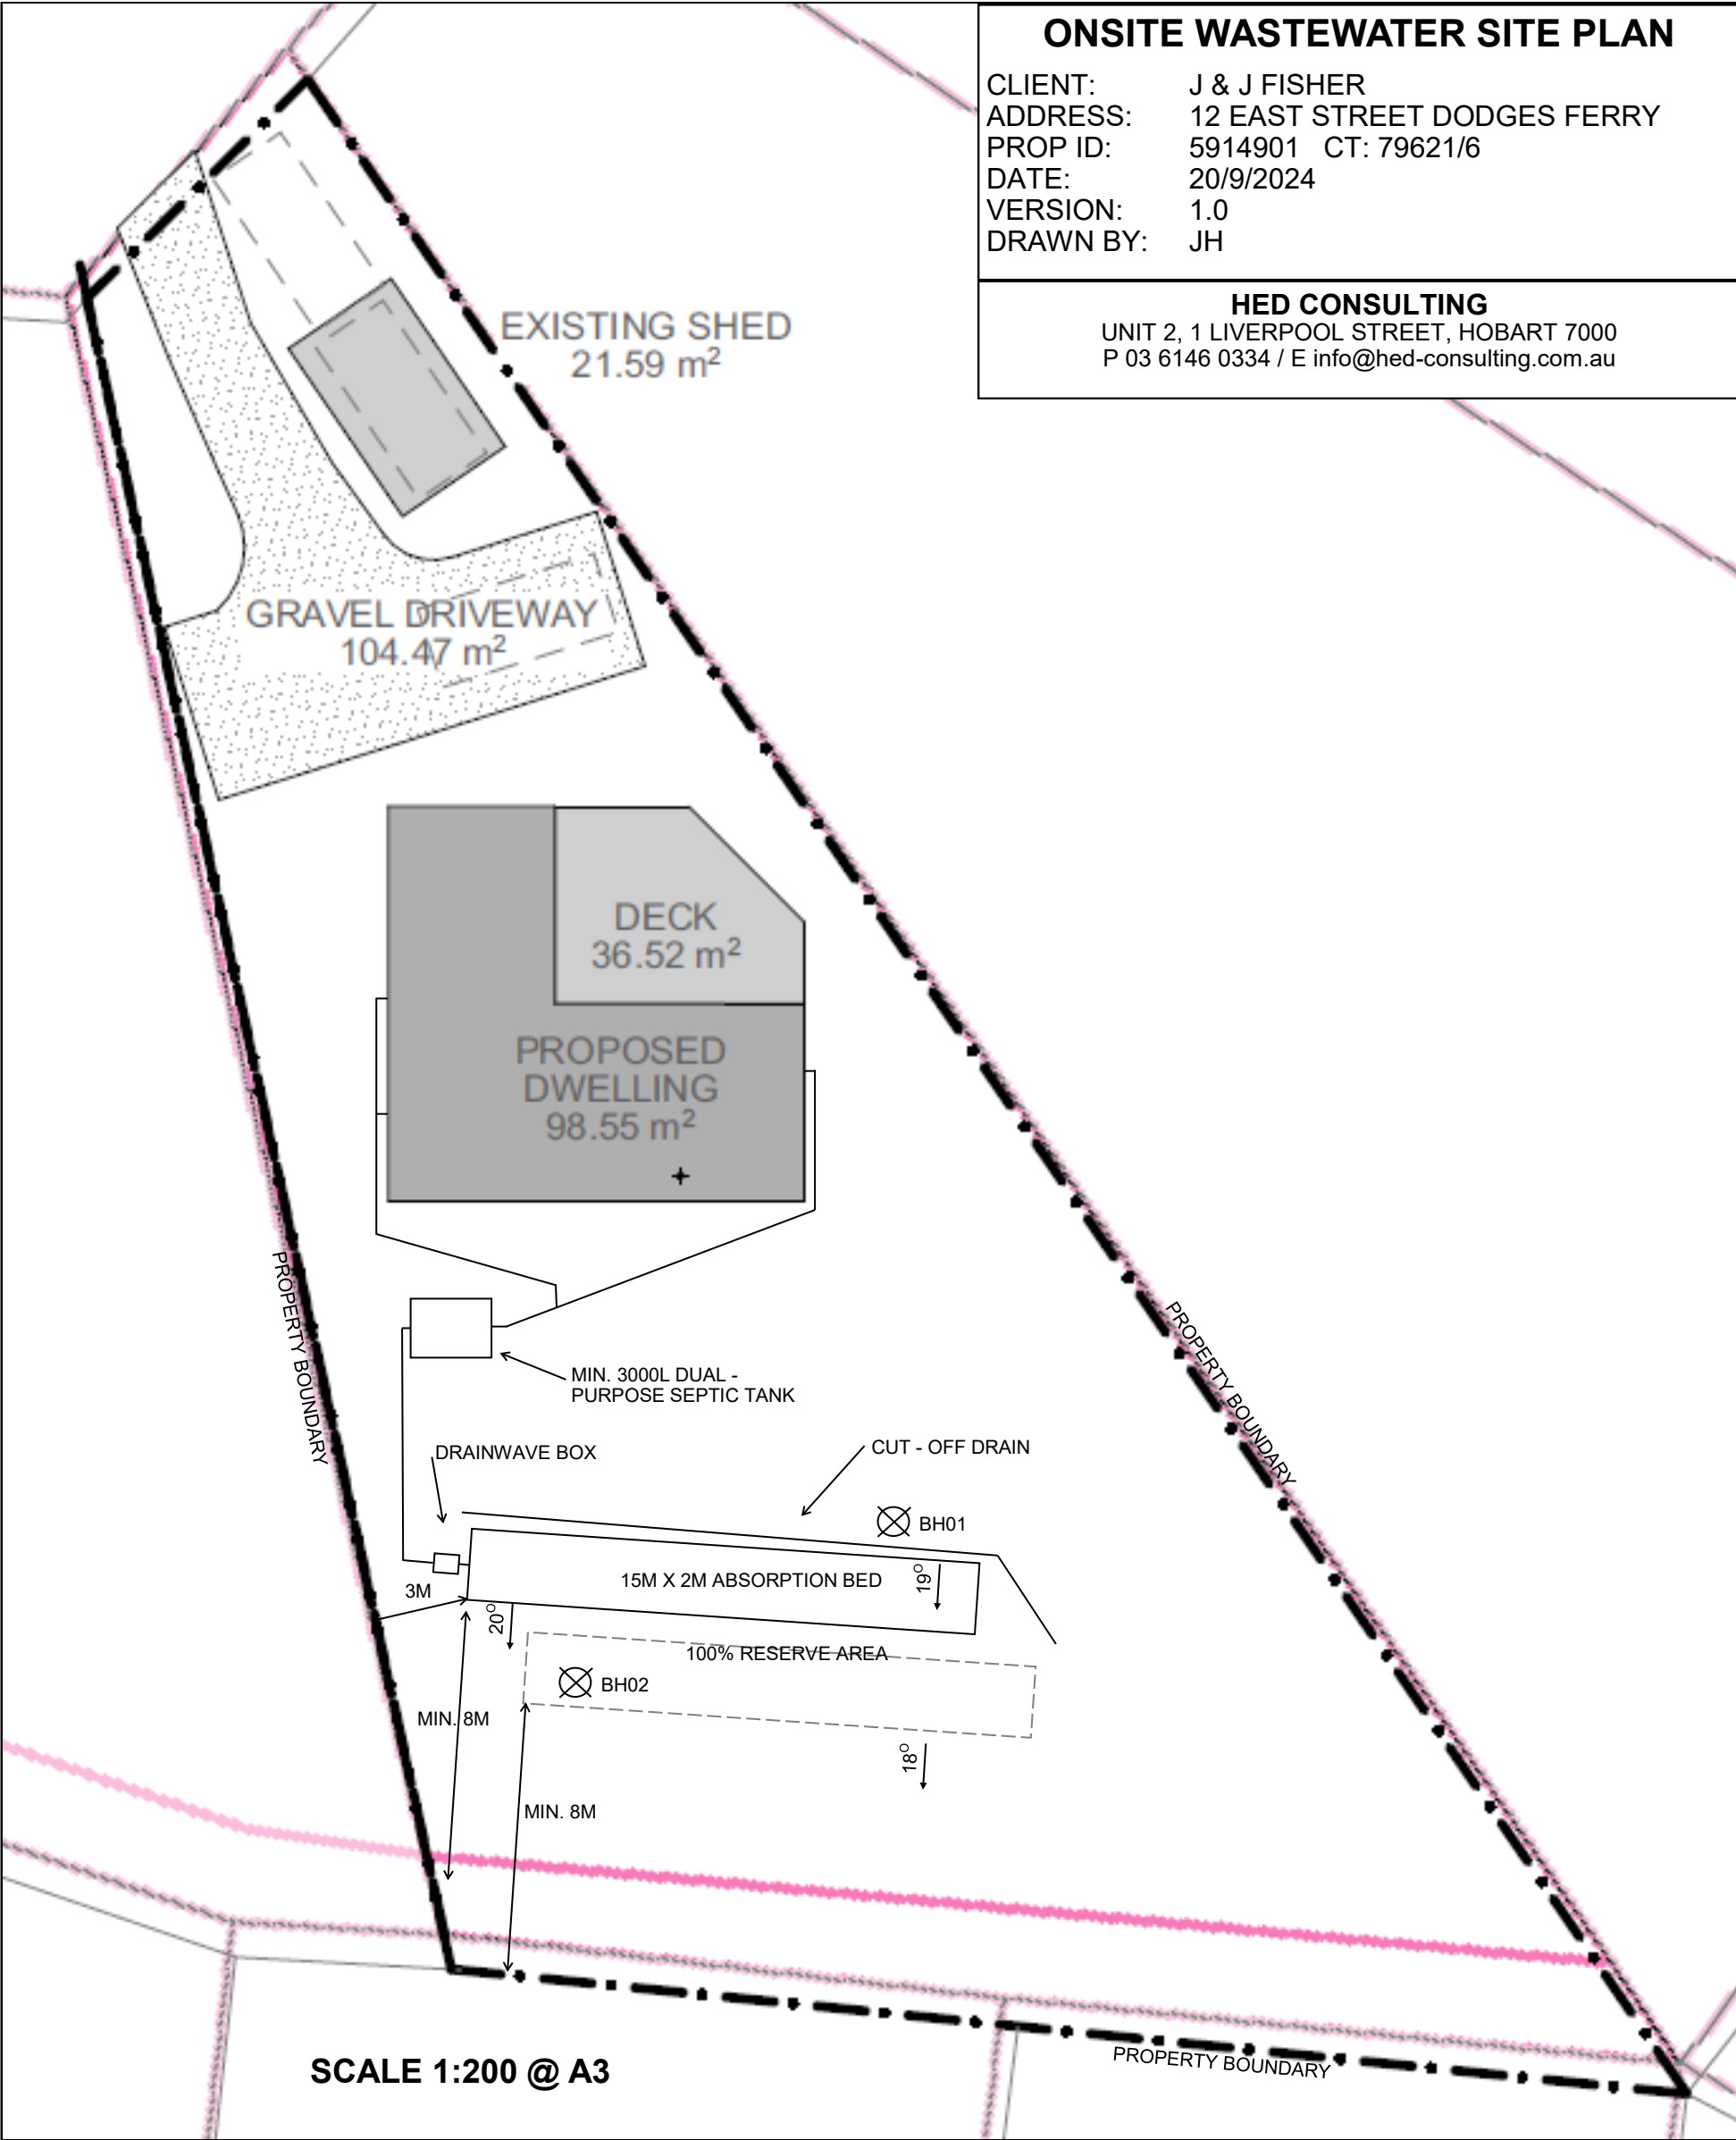 ONSITE WASTEWATER SITE PLAN
CLIENT: J & J FISHER
ADDRESS: 12 EAST STREET DODGES FERRY
PROP ID: 5914901 CT: 79621/6
DATE: 20/9/2024
VERSION: 1.0
DRAWN BY: JH
HED CONSULTING
UNIT 2, 1 LIVERPOOL STREET, HOBART 7000
P 03 6146 0334 / E info@hed-consulting.com.au
EXISTING SHED
21.59 m²
GRAVEL DRIVEWAY
104.47 m²
DECK
36.52 m²
PROPOSED
DWELLING
98.55 m²
PROPERTY BOUNDARY
PROPERTY BOUNDARY
MIN. 3000L DUAL -
PURPOSE SEPTIC TANK
DRAINWAVE BOX
CUT - OFF DRAIN
BH01
15M X 2M ABSORPTION BED
19°
3M
20°
100% RESERVE AREA
BH02
MIN. 8M
18°
MIN. 8M
PROPERTY BOUNDARY
SCALE 1:200 @ A3